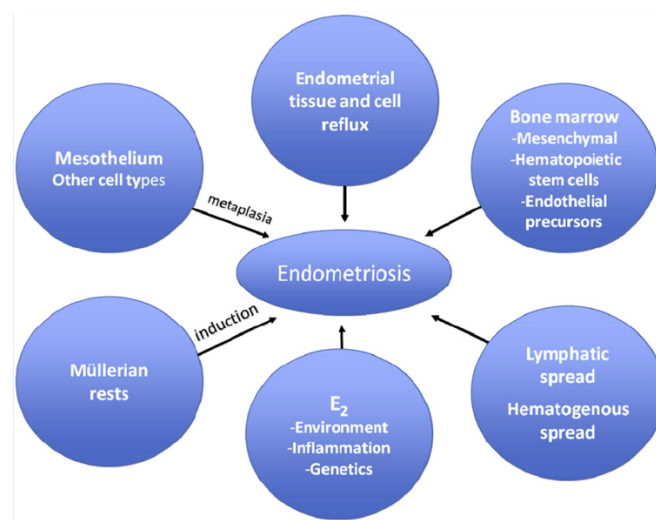 Endometrial
tissue and cell
reflux
Bone marrow
-Mesenchymal
-Hematopoietic
stem cells
-Endothelial
precursors
Mesothelium
Other cell types
metaplasia
Endometriosis
induction
Müllerian
rests
E₂
-Environment
-Inflammation
-Genetics
Lymphatic
spread
Hematogenous
spread